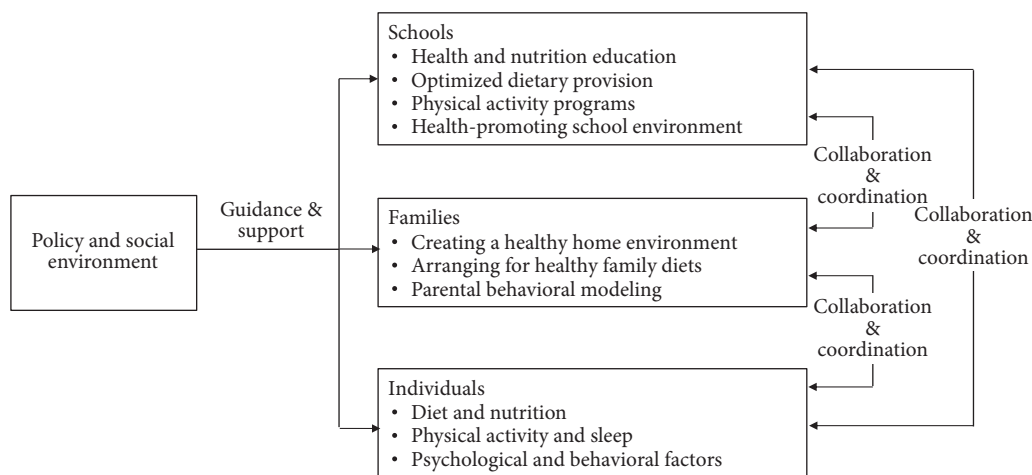 Schools
• Health and nutrition education
• Optimized dietary provision
• Physical activity programs
• Health-promoting school environment
Collaboration
&
coordination
Policy and social
environment
Guidance &
support
Families
• Creating a healthy home environment
• Arranging for healthy family diets
• Parental behavioral modeling
Collaboration
&
coordination
Collaboration
&
coordination
Individuals
• Diet and nutrition
• Physical activity and sleep
• Psychological and behavioral factors